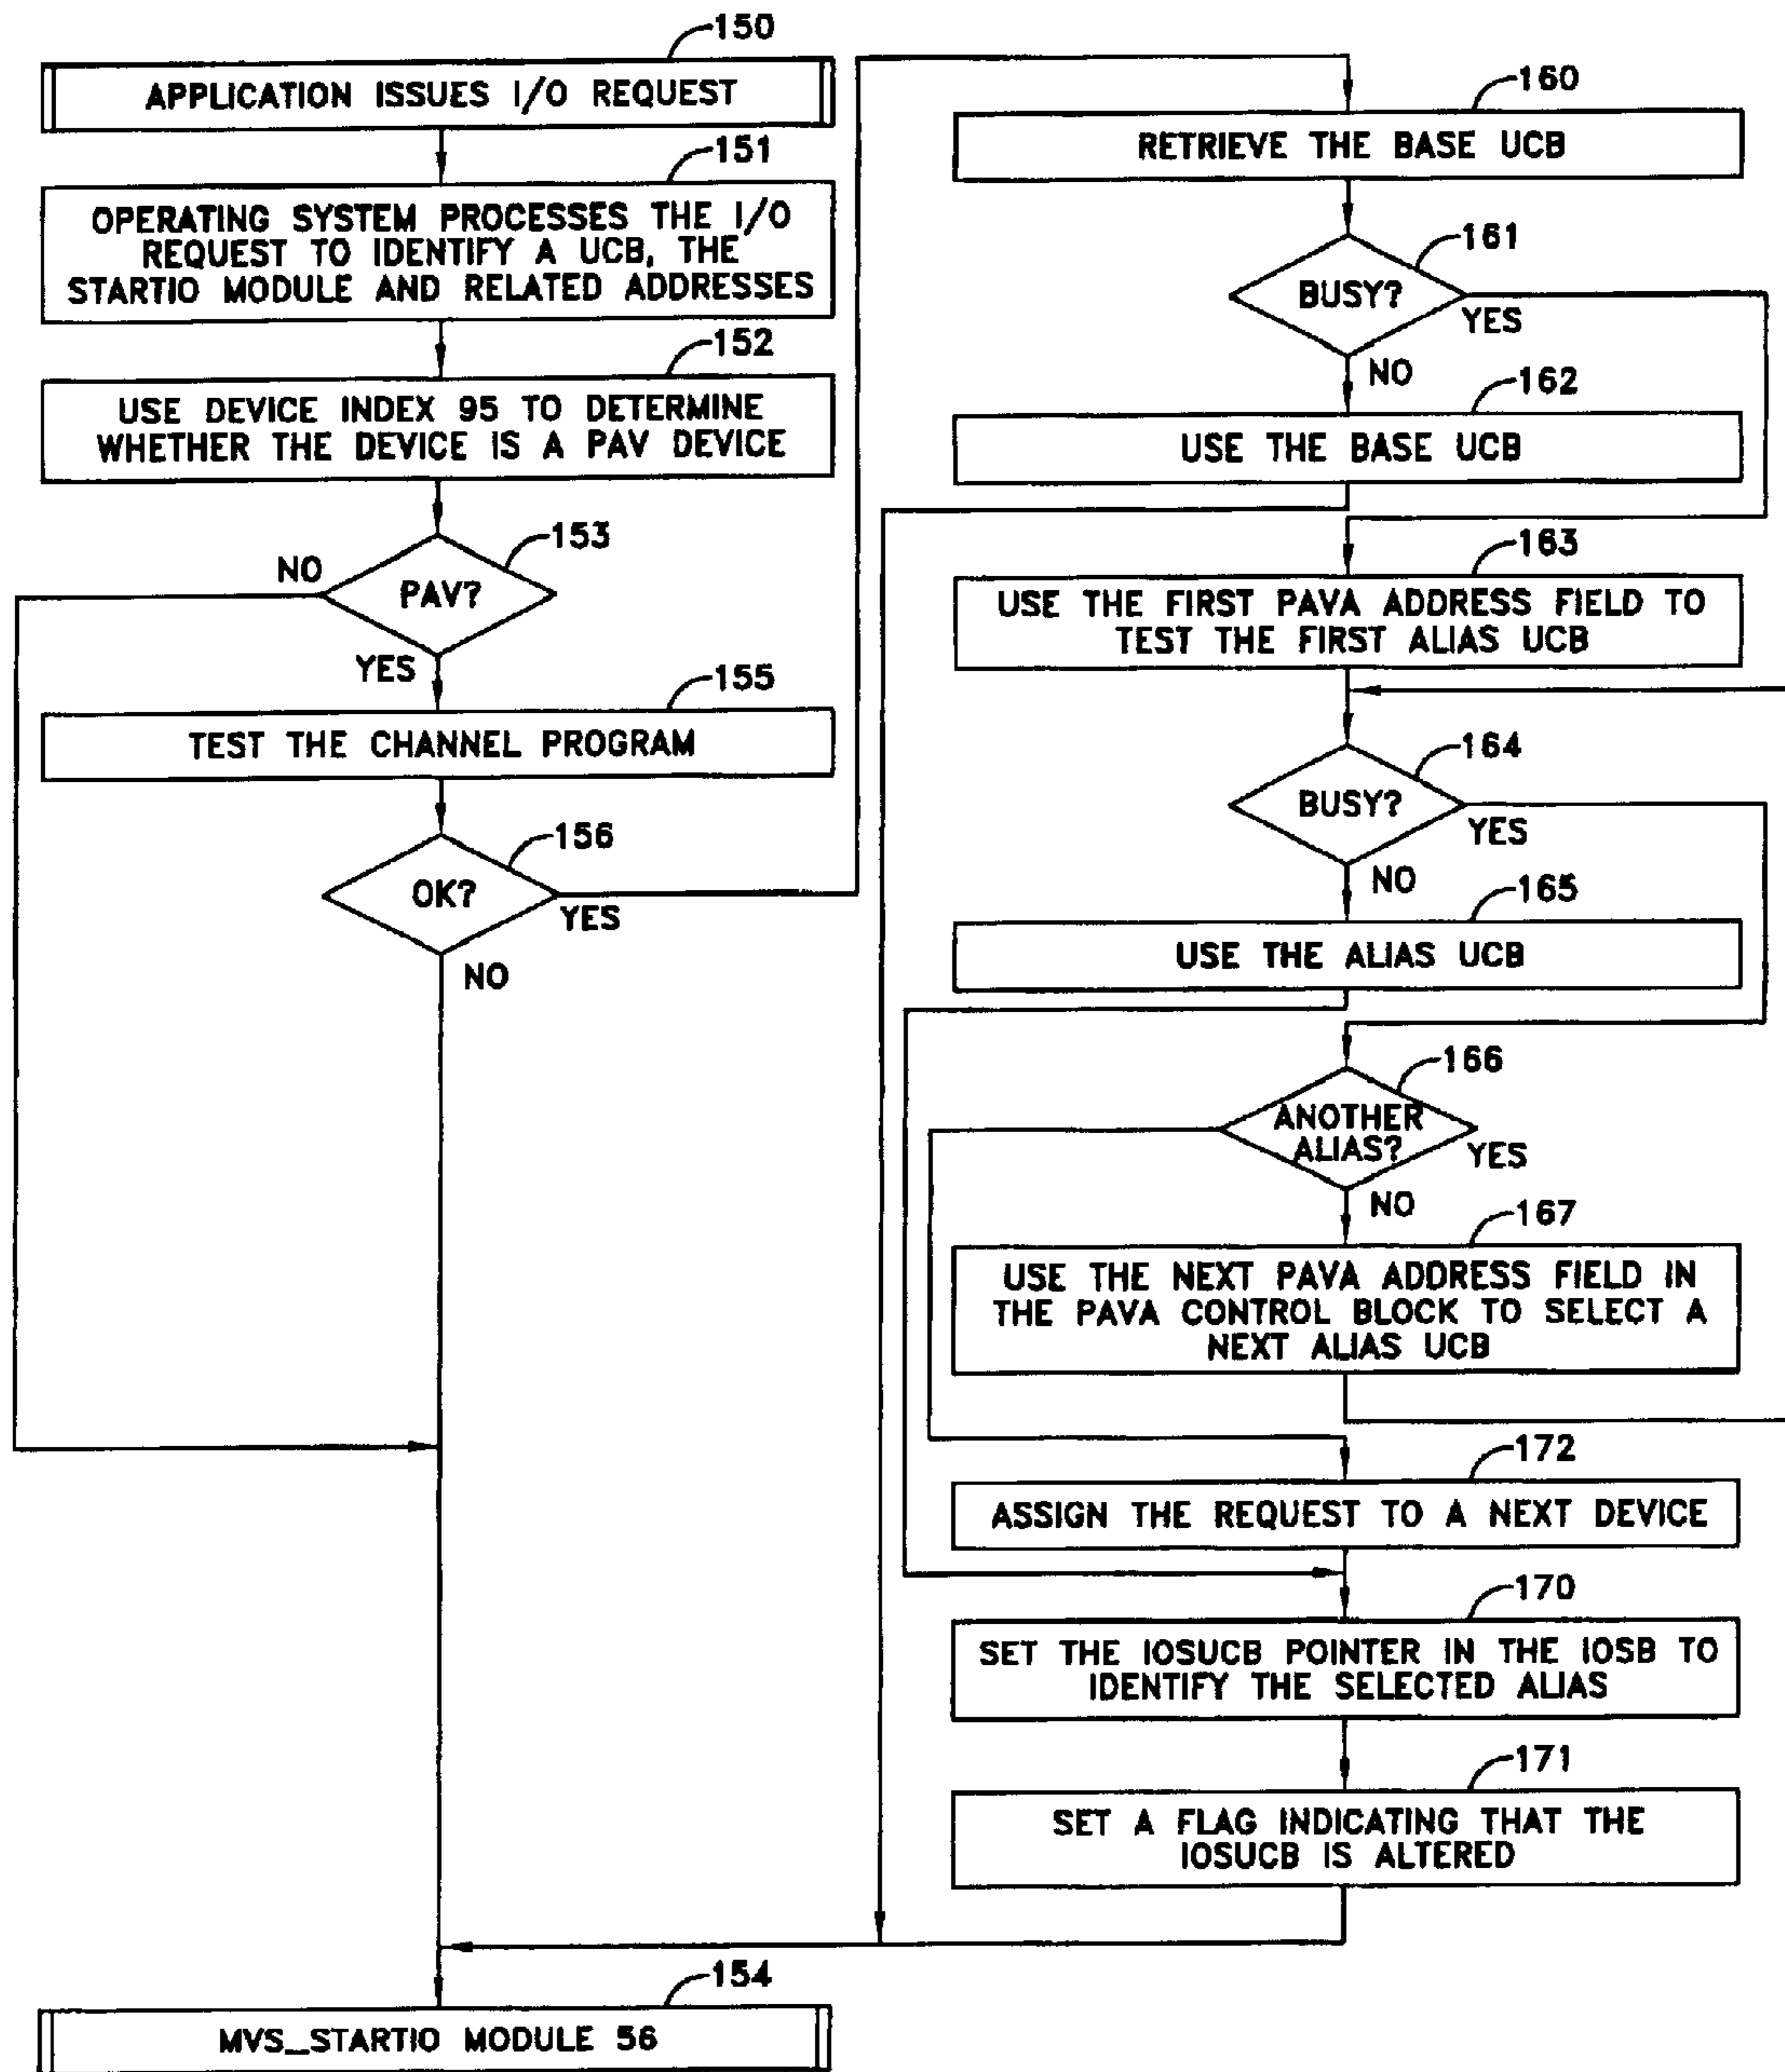 150
APPLICATION ISSUES I/O REQUEST
151
OPERATING SYSTEM PROCESSES THE I/O
REQUEST TO IDENTIFY A UCB, THE
STARTIO MODULE AND RELATED ADDRESSES
152
USE DEVICE INDEX 95 TO DETERMINE
WHETHER THE DEVICE IS A PAV DEVICE
153
NO
PAV?
YES
155
TEST THE CHANNEL PROGRAM
156
OK?
YES
NO
160
RETRIEVE THE BASE UCB
161
BUSY?
YES
NO
162
USE THE BASE UCB
163
USE THE FIRST PAVA ADDRESS FIELD TO
TEST THE FIRST ALIAS UCB
164
BUSY?
YES
NO
165
USE THE ALIAS UCB
166
ANOTHER
ALIAS?
YES
NO
167
USE THE NEXT PAVA ADDRESS FIELD IN
THE PAVA CONTROL BLOCK TO SELECT A
NEXT ALIAS UCB
172
ASSIGN THE REQUEST TO A NEXT DEVICE
170
SET THE IOSUCB POINTER IN THE IOSB TO
IDENTIFY THE SELECTED ALIAS
171
SET A FLAG INDICATING THAT THE
IOSUCB IS ALTERED
154
MVS_STARTIO MODULE 56